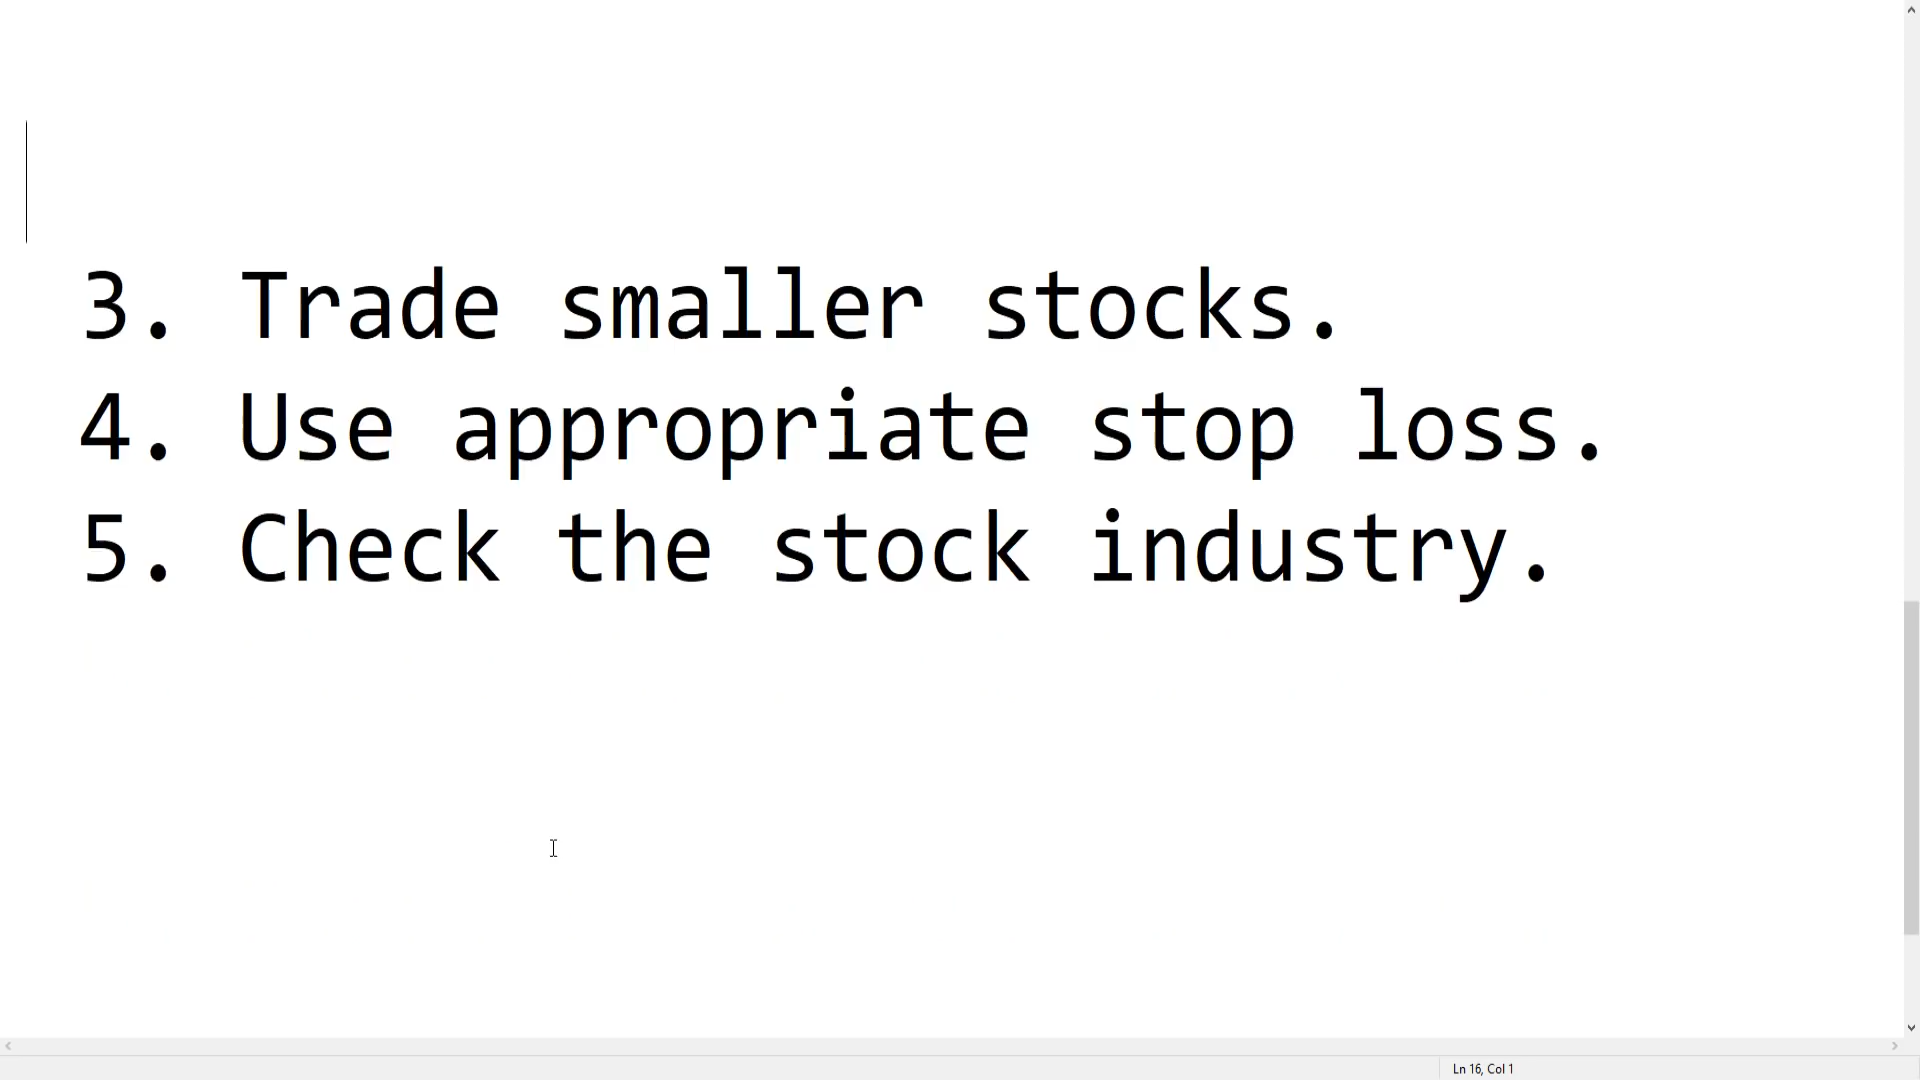 3. Trade smaller stocks.
4. Use appropriate stop loss.
5. Check the stock industry.
Ln 16, Col 1